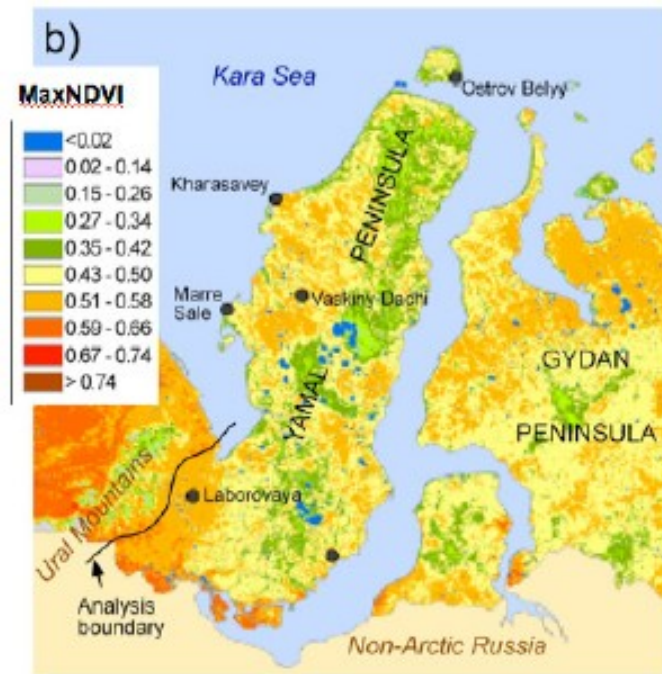 b)
Kara Sea
Ostrov Belyy
MaxNDVI
<0.02
0.02 - 0.14
0.15 - 0.26
0.27 - 0.34
0.35 - 0.42
0.43 - 0.50
0.51 - 0.58
0.59 - 0.66
0.67 - 0.74
> 0.74
Kharasavey
PENINSULA
Marre
Sale
Vaskiny Dachi
YAMAL
GYDAN
PENINSULA
Laborovaya
Ural Mountains
Analysis
boundary
Non-Arctic Russia